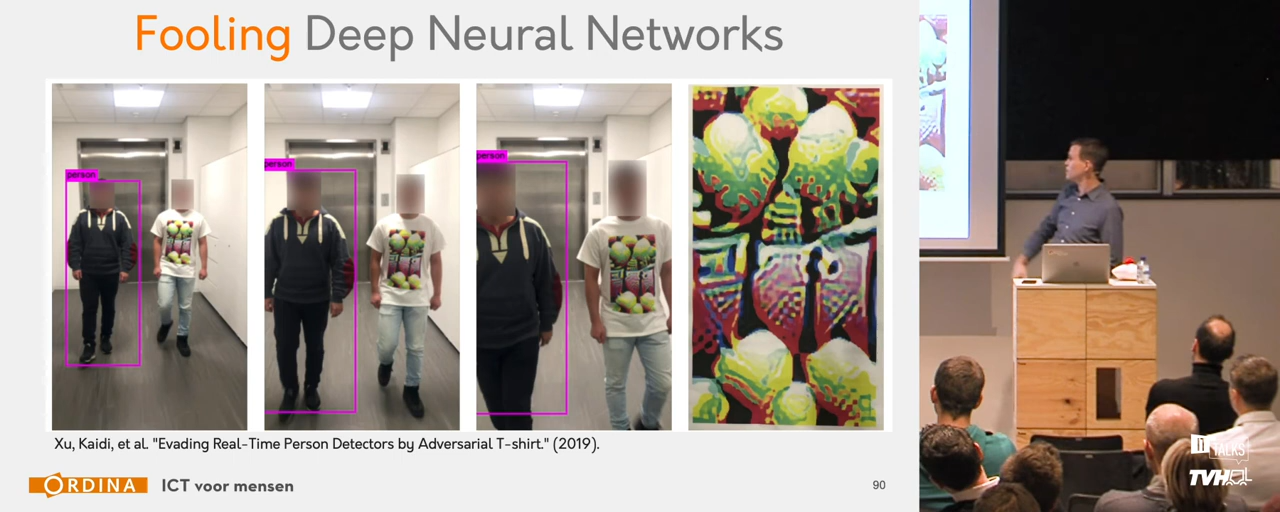 Fooling Deep Neural Networks
person
person
person
Xu, Kaidi, et al. "Evading Real-Time Person Detectors by Adversarial T-shirt." (2019).
ORDINA
ICT voor mensen
90
TALKS
TVH